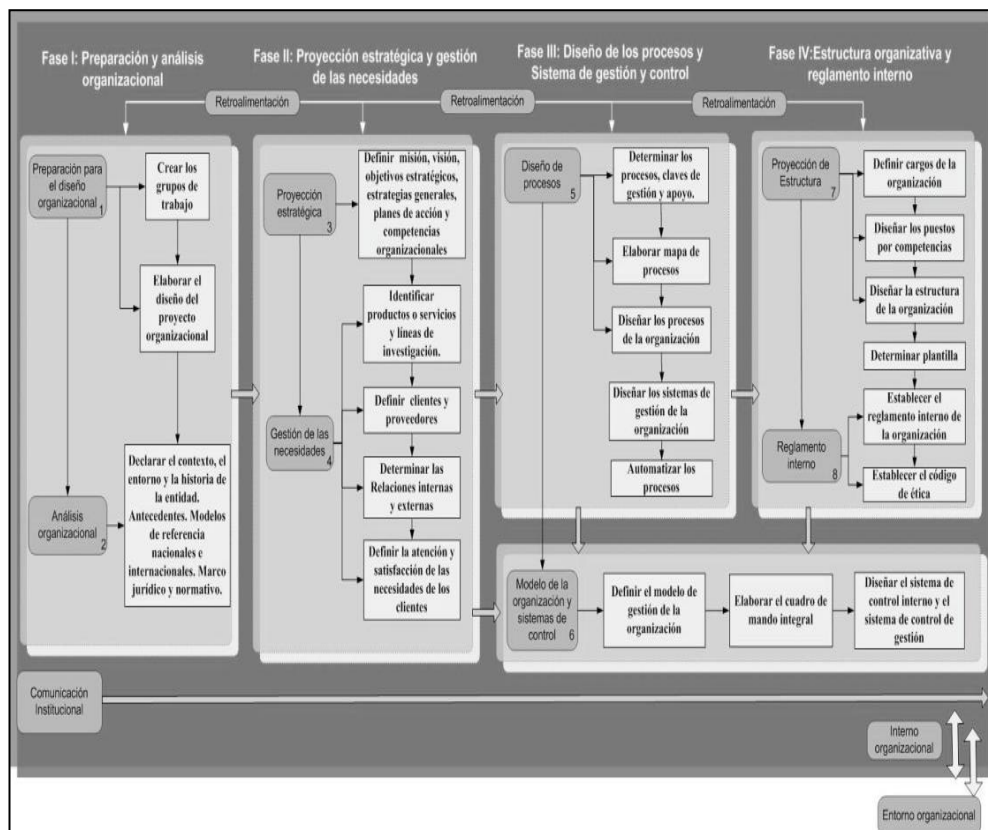 Fase I: Preparación y análisis
organizacional
Fase II: Proyección estratégica y gestión
de las necesidades
Fase III: Diseño de los procesos y
Sistema de gestión y control
Fase IV:Estructura organizativa y
reglamento interno
Retroalimentación
Retroalimentación
Retroalimentación
Preparación para
el diseño
organizacional
1
Crear los
grupos de
trabajo
Elaborar el
diseño del
proyecto
organizacional
Análisis
organizacional
2
Declarar el contexto, el
entorno y la historia de
la entidad.
Antecedentes. Modelos
de referencia
nacionales e
internacionales. Marco
jurídico y normativo.
Proyección
estratégica
3
Definir misión, visión,
objetivos estratégicos,
estrategias generales,
planes de acción y
competencias
organizacionales
Identificar
productos o servicios
y líneas de
investigación.
Gestión de las
necesidades
4
Definir clientes y
proveedores
Determinar las
Relaciones internas y
externas
Definir la atención y
satisfacción de las
necesidades de los
clientes
Diseño de
procesos
5
Determinar los
procesos, claves de
gestión y apoyo.
Elaborar mapa de
procesos
Diseñar los procesos
de la organización
Diseñar los sistemas de
gestión de la
organización
Automatizar los
procesos
Proyección de
Estructura
7
Definir cargos de la
organización
Diseñar los puestos
por competencias
Diseñar la estructura
de la organización
Determinar plantilla
Reglamento
interno
8
Establecer el
reglamento interno de
la organización
Establecer el código
de ética
Modelo de la
organización y
sistemas de
control
6
Definir el modelo de
gestión de la
organización
Elaborar el cuadro de
mando integral
Diseñar el sistema de
control interno y el
sistema de control de
gestión
Comunicación
Institucional
Interno
organizacional
Entorno organizacional